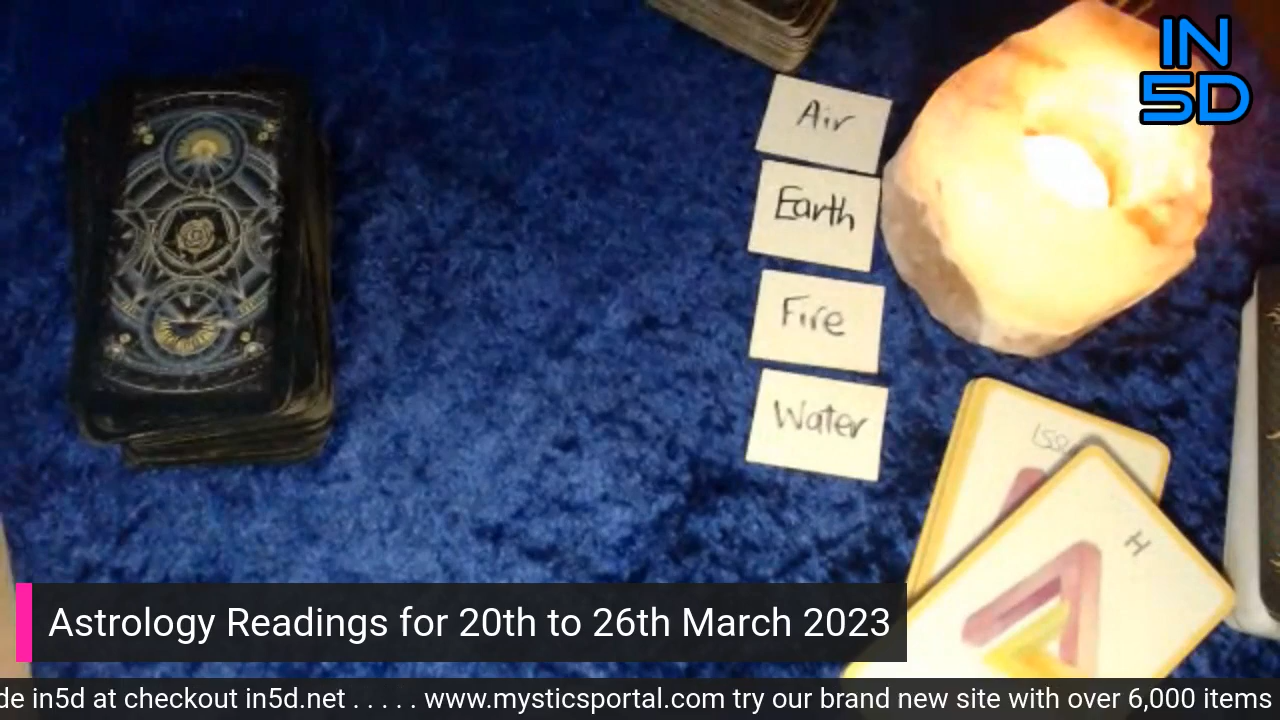 IN
5D
Air
Earth
Fire
Water
H
Astrology Readings for 20th to 26th March 2023
de in5d at checkout in5d.net . . . . . www.mysticsportal.com try our brand new site with over 6,000 items